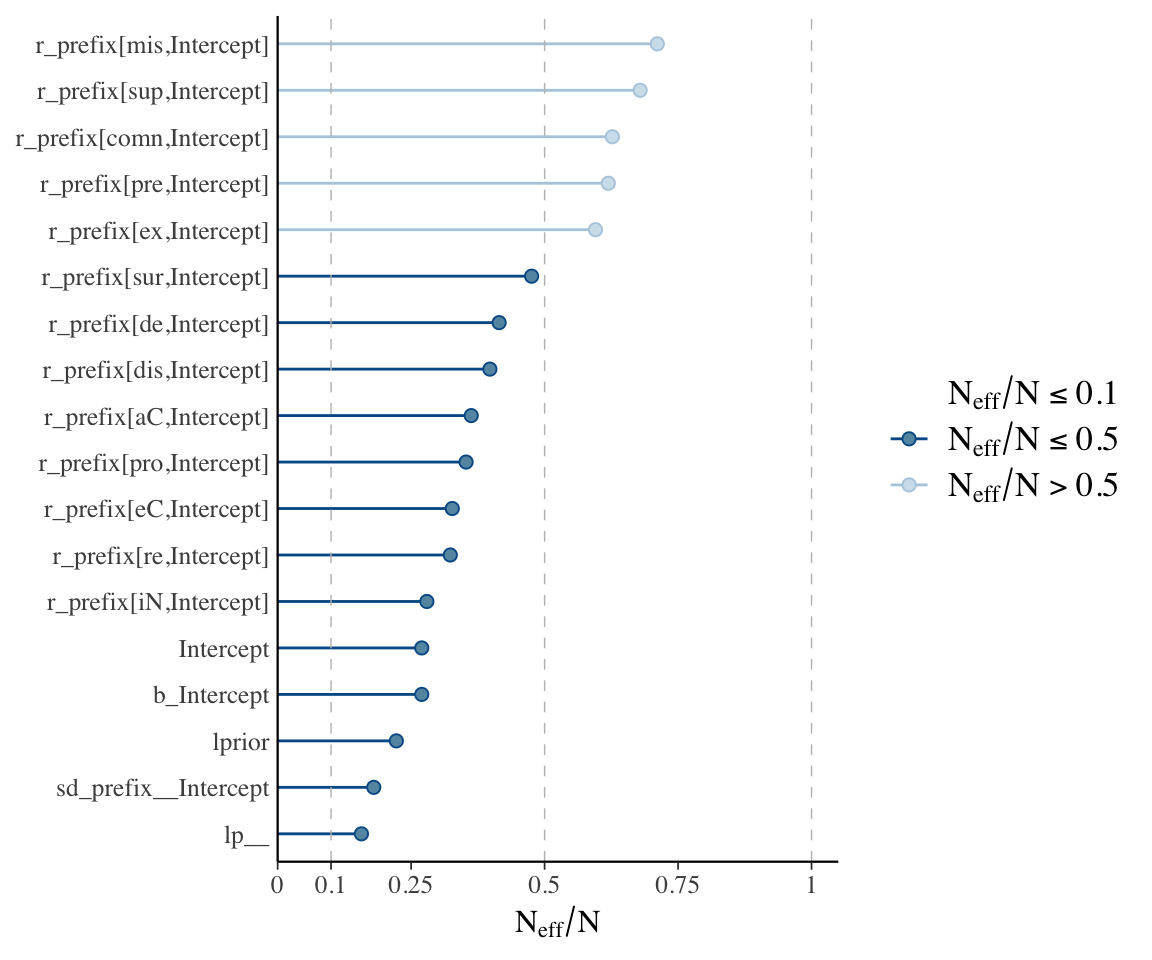 r_prefix[mis,Intercept]
r_prefix[sup,Intercept]
r_prefix[comn,Intercept]
r_prefix[pre,Intercept]
r_prefix[ex,Intercept]
r_prefix[sur,Intercept]
r_prefix[de,Intercept]
r_prefix[dis,Intercept]
r_prefix[aC,Intercept]
r_prefix[pro,Intercept]
r_prefix[eC,Intercept]
r_prefix[re,Intercept]
r_prefix[iN,Intercept]
Intercept
b_Intercept
lprior
sd_prefix__Intercept
lp__
0 0.1 0.25 0.5 0.75 1
Neff/N
Neff/N ≤ 0.1
Neff/N ≤ 0.5
Neff/N > 0.5